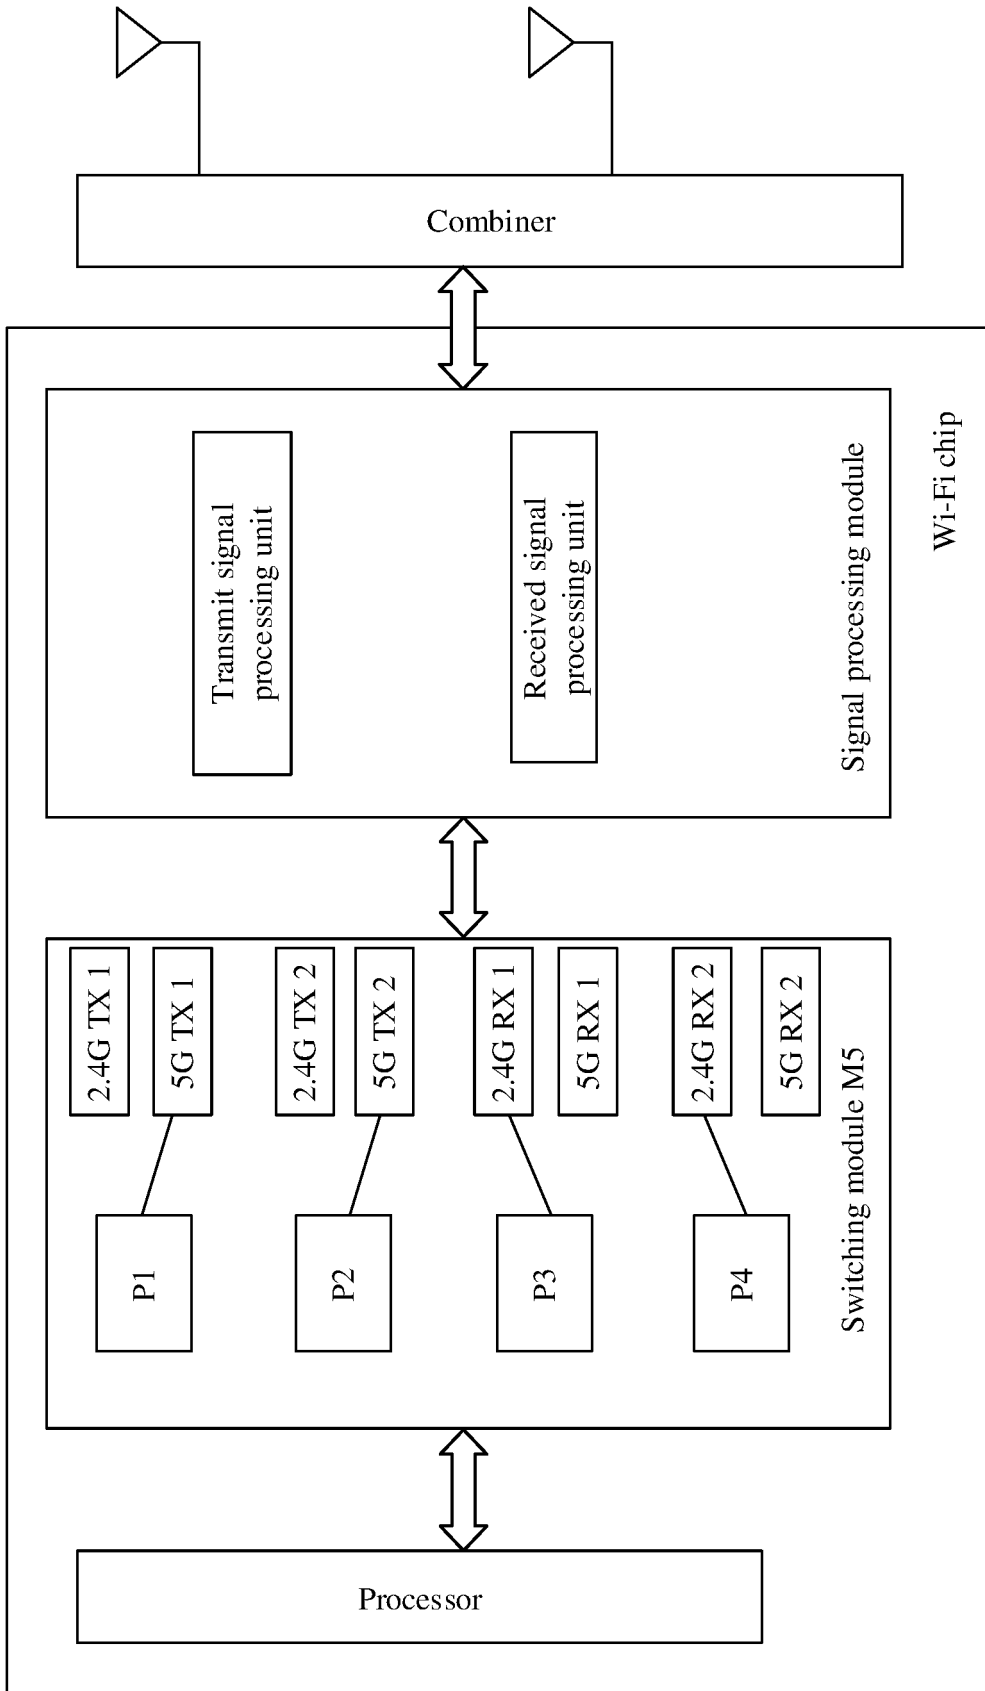 Combiner
Wi-Fi chip
Transmit signal
processing unit
Received signal
processing unit
Signal processing module
2.4G TX 1
5G TX 1
2.4G TX 2
5G TX 2
2.4G RX 1
5G RX 1
2.4G RX 2
5G RX 2
P1
P2
P3
P4
Switching module M5
Processor